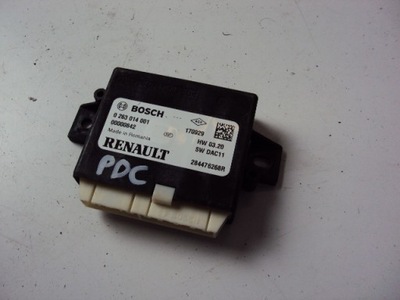 BOSCH
0 263 014 001
00000842
Made in Romania
RENAULT
170929
HW 03.20
SW DAC11
284476268R
PDC